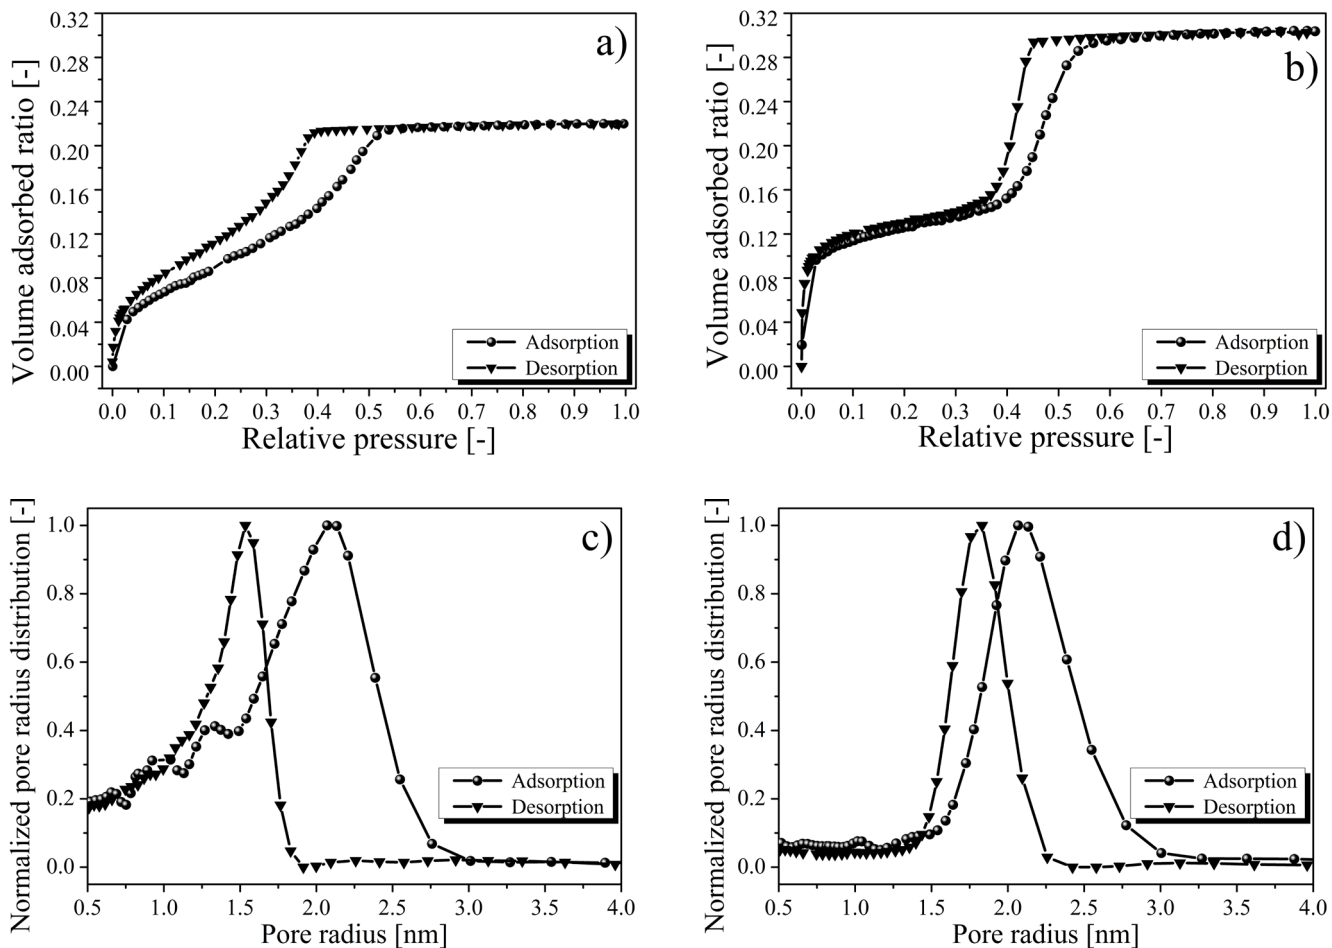 Volume adsorbed ratio [-]
0.32
0.28
0.24
0.20
0.16
0.12
0.08
0.04
0.00
a)
Adsorption
Desorption
0.0 0.1 0.2 0.3 0.4 0.5 0.6 0.7 0.8 0.9 1.0
Relative pressure [-]
Volume adsorbed ratio [-]
0.32
0.28
0.24
0.20
0.16
0.12
0.08
0.04
0.00
b)
Adsorption
Desorption
0.0 0.1 0.2 0.3 0.4 0.5 0.6 0.7 0.8 0.9 1.0
Relative pressure [-]
Normalized pore radius distribution [-]
1.0
0.8
0.6
0.4
0.2
0.0
c)
Adsorption
Desorption
0.5 1.0 1.5 2.0 2.5 3.0 3.5 4.0
Pore radius [nm]
Normalized pore radius distribution [-]
1.0
0.8
0.6
0.4
0.2
0.0
d)
Adsorption
Desorption
0.5 1.0 1.5 2.0 2.5 3.0 3.5 4.0
Pore radius [nm]